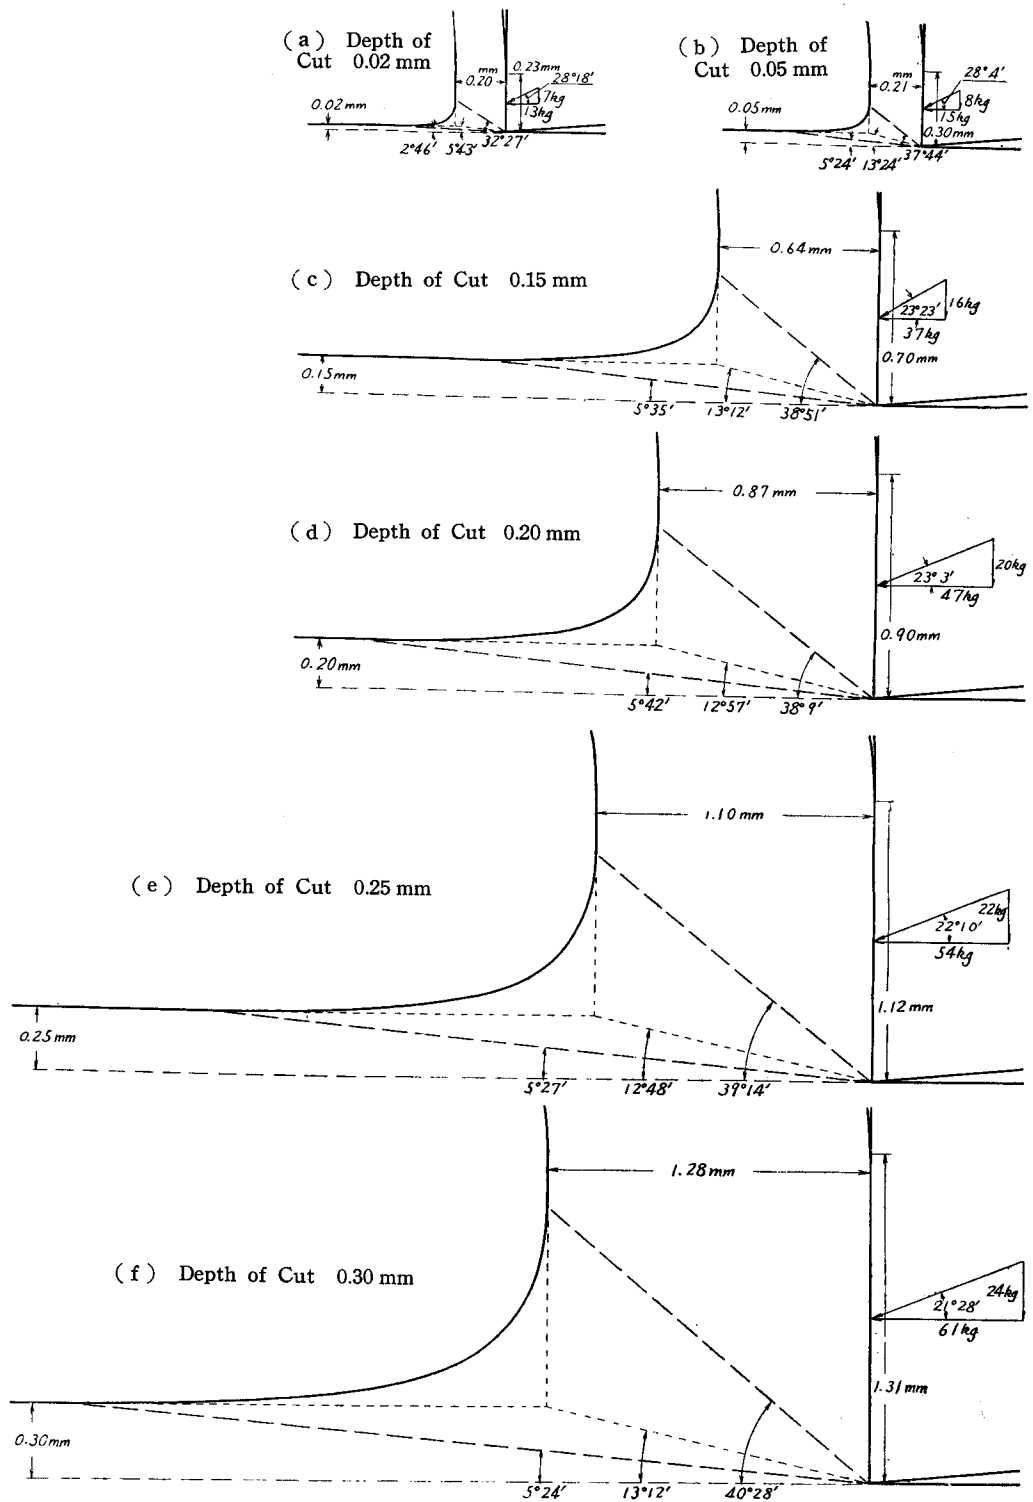 (a) Depth of
Cut 0.02 mm
mm
0.20
0.23mm
28°18'
7kg
13kg
0.02mm
2°46' 5°43' 32°27'
(b) Depth of
Cut 0.05 mm
mm
0.21
28°4'
8kg
15kg
0.30mm
0.05mm
5°24' 13°24' 37°44'
(c) Depth of Cut 0.15 mm
0.64mm
23°23'
16kg
37kg
0.70mm
0.15mm
5°35' 13°12' 38°51'
(d) Depth of Cut 0.20 mm
0.87mm
23°3'
20kg
47kg
0.90mm
0.20mm
5°42' 12°57' 38°9'
(e) Depth of Cut 0.25 mm
1.10mm
22°10'
22kg
54kg
1.12mm
0.25mm
5°27' 12°48' 39°14'
(f) Depth of Cut 0.30 mm
1.28mm
21°28'
24kg
61kg
1.31mm
0.30mm
5°24' 13°12' 40°28'